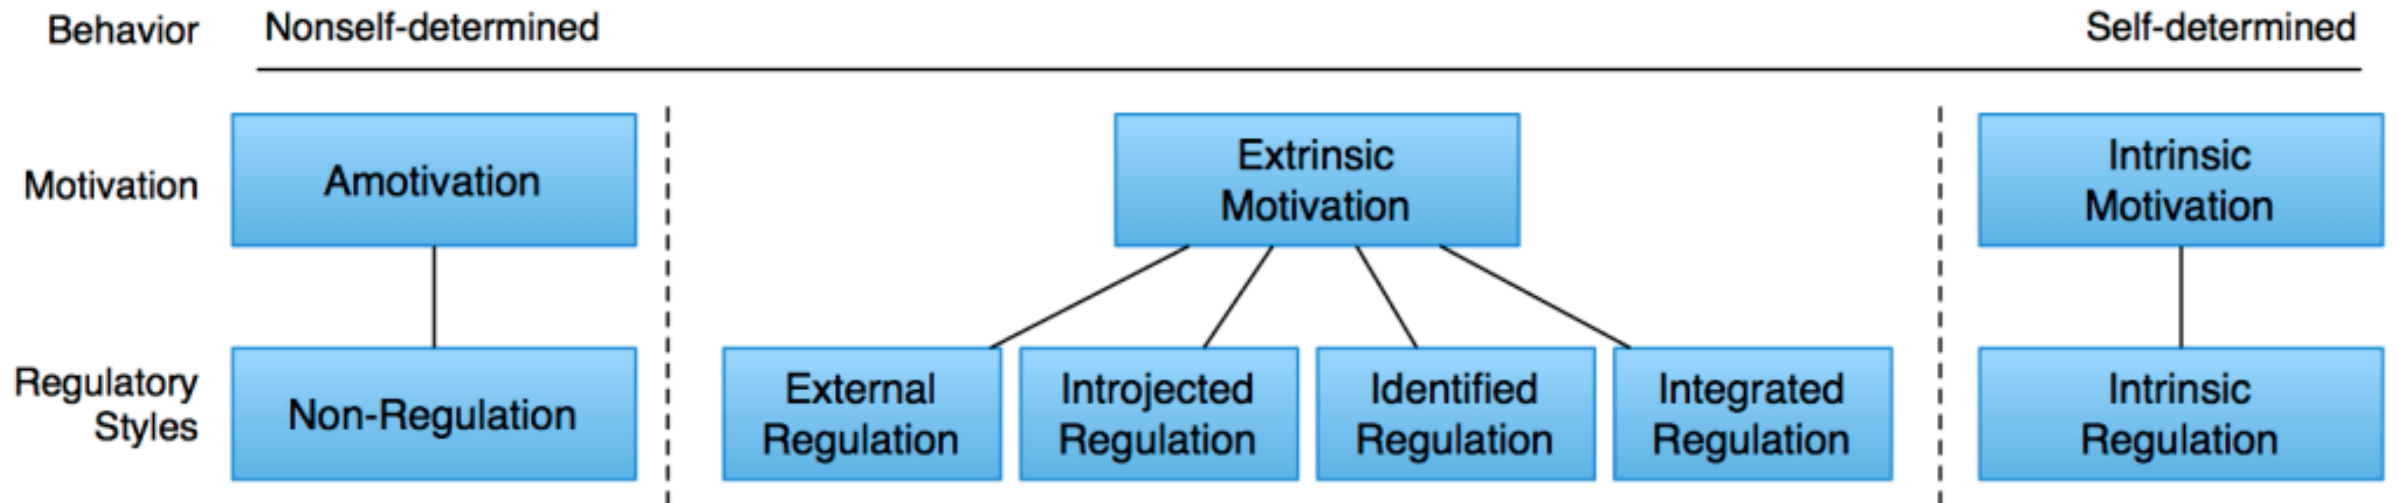 Behavior
Nonself-determined
Self-determined
Motivation
Amotivation
Extrinsic
Motivation
Intrinsic
Motivation
Regulatory
Styles
Non-Regulation
External
Regulation
Introjected
Regulation
Identified
Regulation
Integrated
Regulation
Intrinsic
Regulation